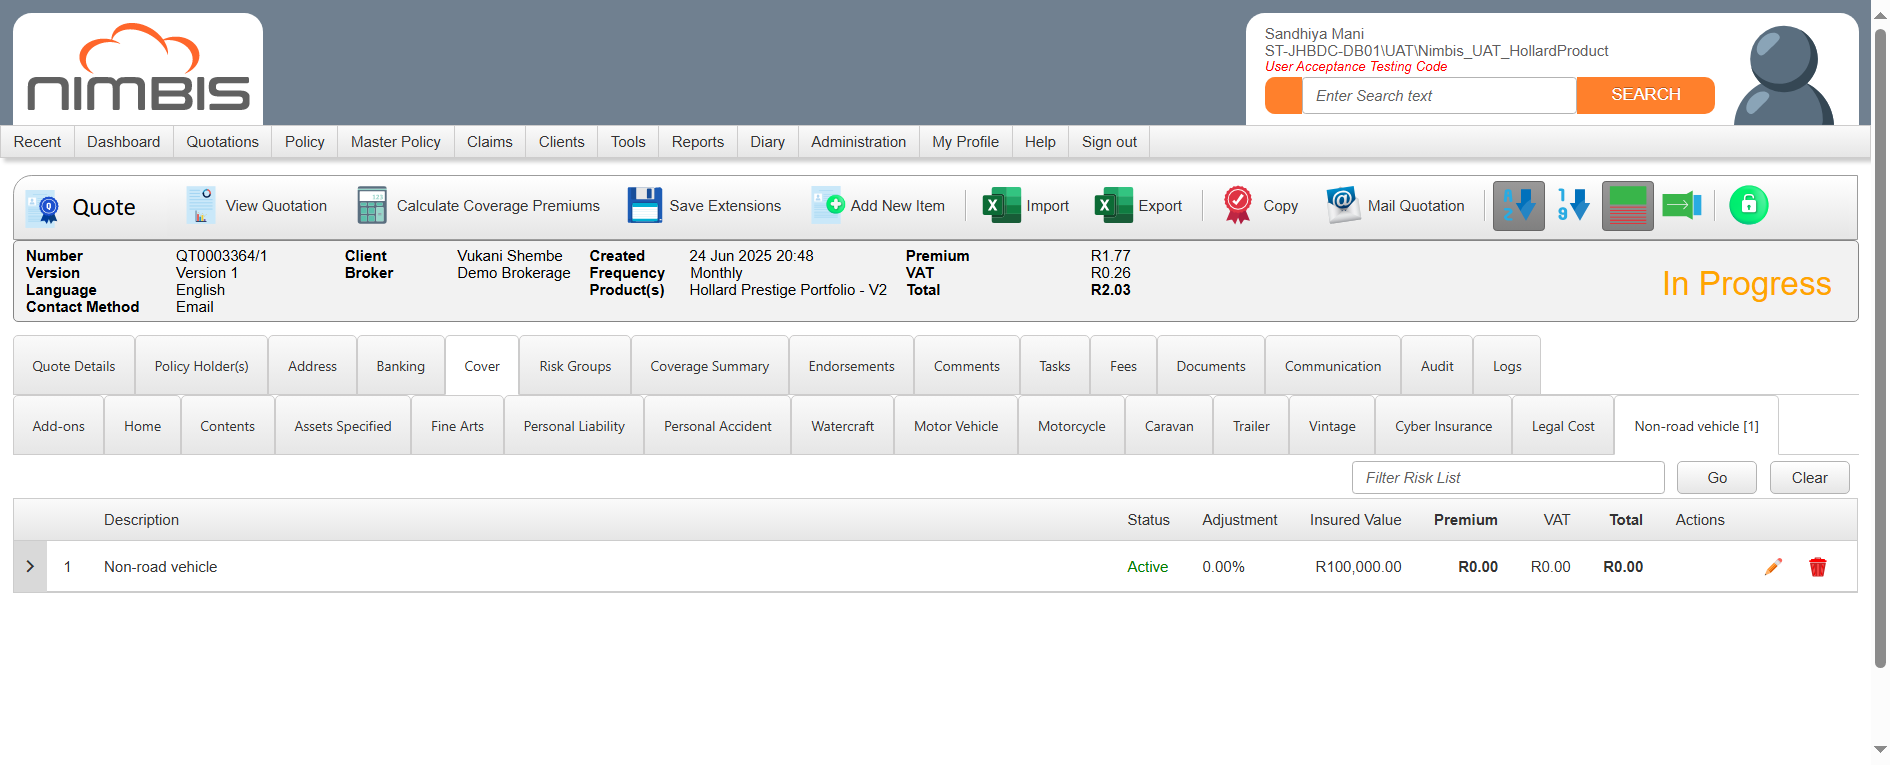 NIMBIS
Sandhiya Mani
ST-JHBDC-DB01\UAT\Nimbis_UAT_HollardProduct
User Acceptance Testing Code
Enter Search text
SEARCH
Recent Dashboard Quotations Policy Master Policy Claims Clients Tools Reports Diary Administration My Profile Help Sign out
Quote View Quotation Calculate Coverage Premiums Save Extensions Add New Item Import Export Copy Mail Quotation
Number QT0003364/1 Client Vukani Shembe Created 24 Jun 2025 20:48 Premium R1.77
Version Version 1 Broker Demo Brokerage Frequency Monthly VAT R0.26
Language English Product(s) Hollard Prestige Portfolio - V2 Total R2.03
Contact Method Email
In Progress
Quote Details Policy Holder(s) Address Banking Cover Risk Groups Coverage Summary Endorsements Comments Tasks Fees Documents Communication Audit Logs
Add-ons Home Contents Assets Specified Fine Arts Personal Liability Personal Accident Watercraft Motor Vehicle Motorcycle Caravan Trailer Vintage Cyber Insurance Legal Cost Non-road vehicle [1]
Filter Risk List Go Clear
Description Status Adjustment Insured Value Premium VAT Total Actions
1 Non-road vehicle Active 0.00% R100,000.00 R0.00 R0.00 R0.00